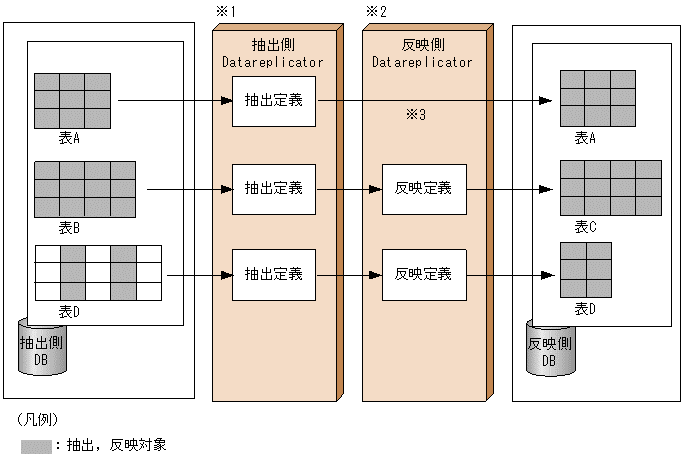 ※1
※2
抽出側
Datareplicator
反映側
Datareplicator
抽出定義
※3
表A
表A
抽出定義
反映定義
表B
表C
抽出定義
反映定義
表D
表D
抽出側
DB
反映側
DB
(凡例)
：抽出，反映対象